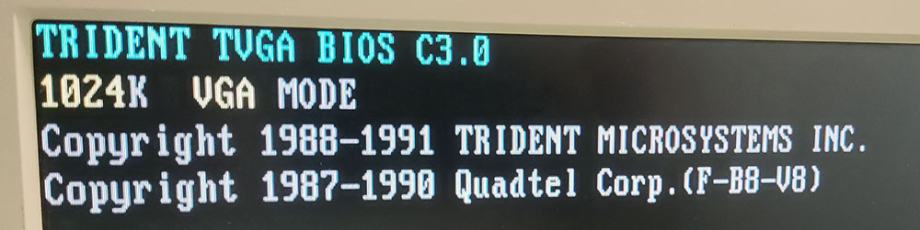 TRIDENT TVGA BIOS C3.0
1024K  VGA MODE
Copyright 1988-1991 TRIDENT MICROSYSTEMS INC.
Copyright 1987-1990 Quadtel Corp.(F-B8-V8)